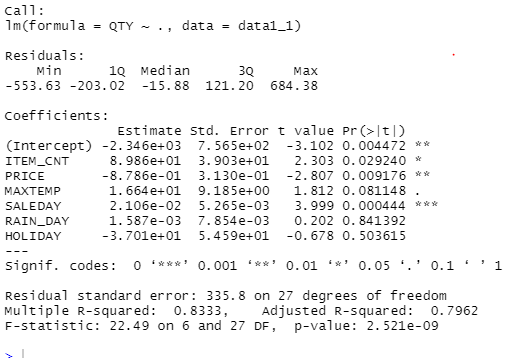 Call:
lm(formula = QTY ~ ., data = data1_1)
Residuals:
Min 1Q Median 3Q Max
-553.63 -203.02 -15.88 121.20 684.38
Coefficients:
Estimate Std. Error t value Pr(>|t|)
(Intercept) -2.346e+03 7.565e+02 -3.102 0.004472 **
ITEM_CNT 8.986e+01 3.903e+01 2.303 0.029240 *
PRICE -8.786e-01 3.130e-01 -2.807 0.009176 **
MAXTEMP 1.664e+01 9.185e+00 1.812 0.081148 .
SALEDAY 2.106e-02 5.265e-03 3.999 0.000444 ***
RAIN_DAY 1.587e-03 7.854e-03 0.202 0.841392
HOLIDAY -3.701e+01 5.459e+01 -0.678 0.503615
---
Signif. codes: 0 ‘***’ 0.001 ‘**’ 0.01 ‘*’ 0.05 ‘.’ 0.1 ‘ ’ 1
Residual standard error: 335.8 on 27 degrees of freedom
Multiple R-squared: 0.8333, Adjusted R-squared: 0.7962
F-statistic: 22.49 on 6 and 27 DF, p-value: 2.521e-09
> |